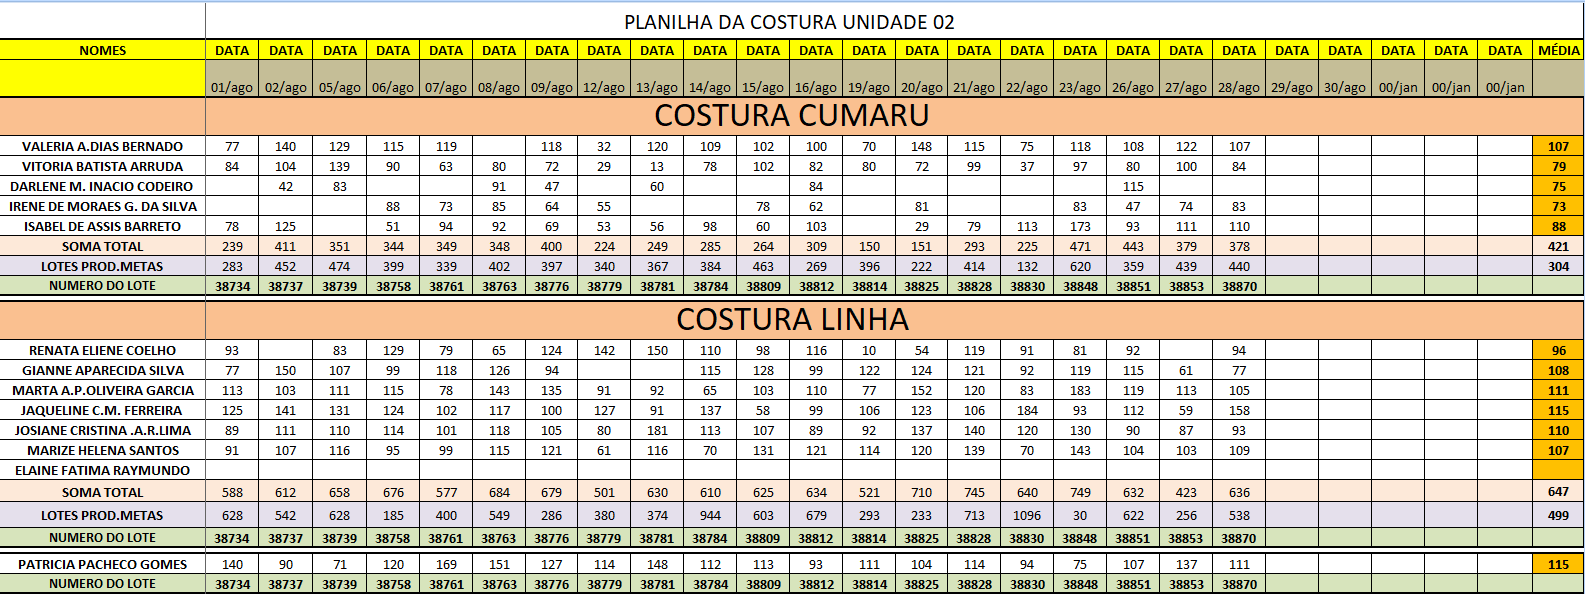 PLANILHA DA COSTURA UNIDADE 02
NOMES DATA DATA DATA DATA DATA DATA DATA DATA DATA DATA DATA DATA DATA DATA DATA DATA DATA DATA DATA DATA DATA DATA DATA DATA DATA MÉDIA
01/ago 02/ago 05/ago 06/ago 07/ago 08/ago 09/ago 12/ago 13/ago 14/ago 15/ago 16/ago 19/ago 20/ago 21/ago 22/ago 23/ago 26/ago 27/ago 28/ago 29/ago 30/ago 00/jan 00/jan 00/jan
COSTURA CUMARU
VALERIA A.DIAS BERNADO 77 140 129 115 119 118 32 120 109 102 100 70 148 115 75 118 108 122 107 107
VITORIA BATISTA ARRUDA 84 104 139 90 63 80 72 29 13 78 102 82 80 72 99 37 97 80 100 84 79
DARLENE M. INACIO CODEIRO 42 83 91 47 60 84 115 75
IRENE DE MORAES G. DA SILVA 88 73 85 64 55 78 62 81 83 47 74 83 73
ISABEL DE ASSIS BARRETO 78 125 51 94 92 69 53 56 98 60 103 29 79 113 173 93 111 110 88
SOMA TOTAL 239 411 351 344 349 348 400 224 249 285 264 309 150 151 293 225 471 443 379 378 421
LOTES PROD.METAS 283 452 474 399 339 402 397 340 367 384 463 269 396 222 414 132 620 359 439 440 304
NUMERO DO LOTE 38734 38737 38739 38758 38761 38763 38776 38779 38781 38784 38809 38812 38814 38825 38828 38830 38848 38851 38853 38870
COSTURA LINHA
RENATA ELIENE COELHO 93 83 129 79 65 124 142 150 110 98 116 10 54 119 91 81 92 94 96
GIANNE APARECIDA SILVA 77 150 107 99 118 126 94 115 128 99 122 124 121 92 119 115 61 77 108
MARTA A.P.OLIVEIRA GARCIA 113 103 111 115 78 143 135 91 92 65 103 110 77 152 120 83 183 119 113 105 111
JAQUELINE C.M. FERREIRA 125 141 131 124 102 117 100 127 91 137 58 99 106 123 106 184 93 112 59 158 115
JOSIANE CRISTINA .A.R.LIMA 89 111 110 114 101 118 105 80 181 113 107 89 92 137 140 120 130 90 87 93 110
MARIZE HELENA SANTOS 91 107 116 95 99 115 121 61 116 70 131 121 114 120 139 70 143 104 103 109 107
ELAINE FATIMA RAYMUNDO
SOMA TOTAL 588 612 658 676 577 684 679 501 630 610 625 634 521 710 745 640 749 632 423 636 647
LOTES PROD.METAS 628 542 628 185 400 549 286 380 374 944 603 679 293 233 713 1096 30 622 256 538 499
NUMERO DO LOTE 38734 38737 38739 38758 38761 38763 38776 38779 38781 38784 38809 38812 38814 38825 38828 38830 38848 38851 38853 38870
PATRICIA PACHECO GOMES 140 90 71 120 169 151 127 114 148 112 113 93 111 104 114 94 75 107 137 111 115
NUMERO DO LOTE 38734 38737 38739 38758 38761 38763 38776 38779 38781 38784 38809 38812 38814 38825 38828 38830 38848 38851 38853 38870